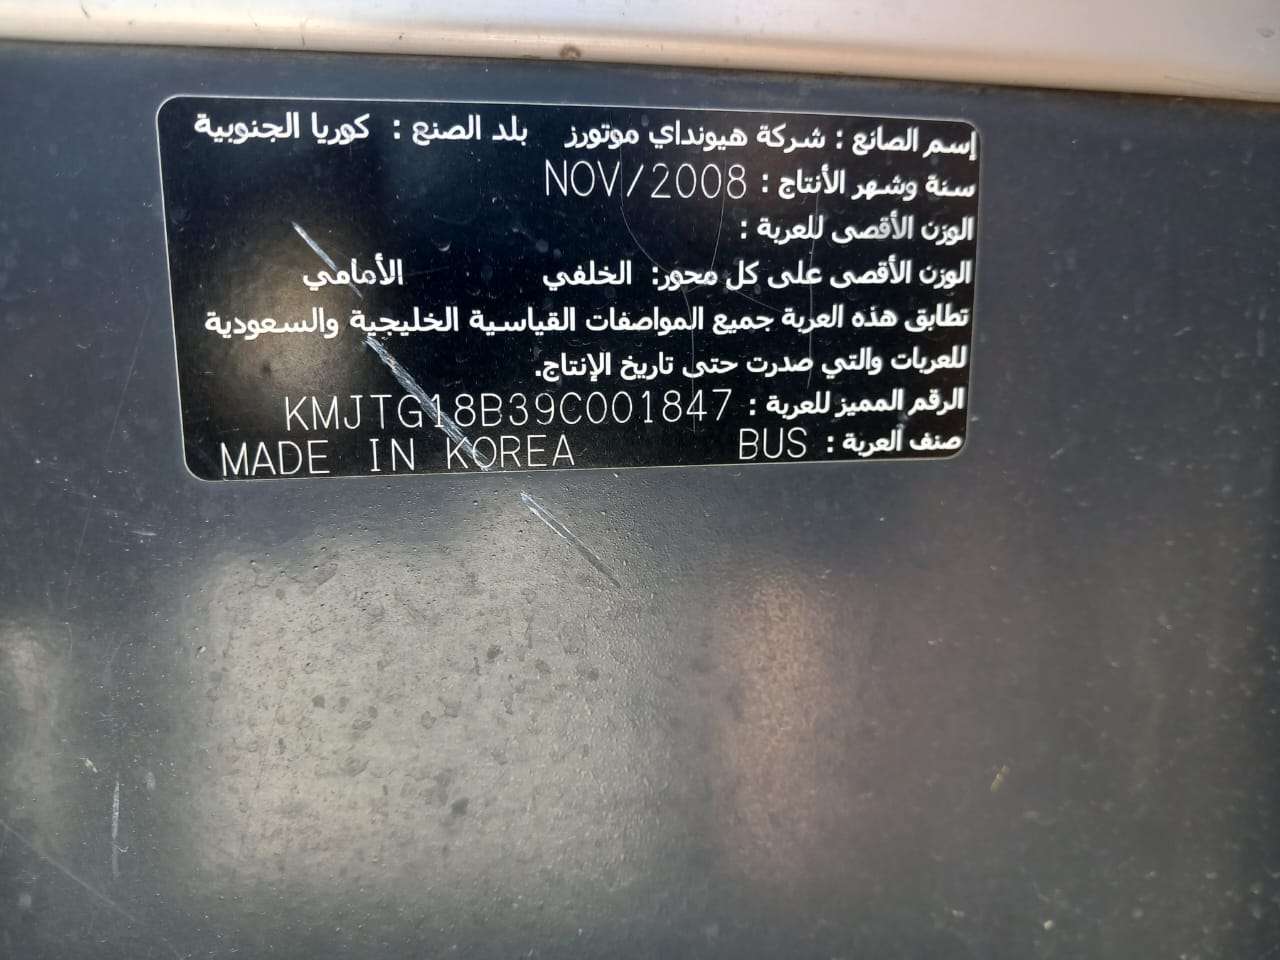 إسم الصانع : شركة هيونداي موتورز بلد الصنع : كوريا الجنوبية
سنة وشهر الأنتاج : NOV/2008
الوزن الأقصى للعربة :
الوزن الأقصى على كل محور: الخلفي الأمامي
تطابق هذه العربة جميع المواصفات القياسية الخليجية والسعودية
للعربات والتي صدرت حتى تاريخ الإنتاج.
الرقم المميز للعربة : KMJTG18B39C001847
صنف العربة : BUS MADE IN KOREA